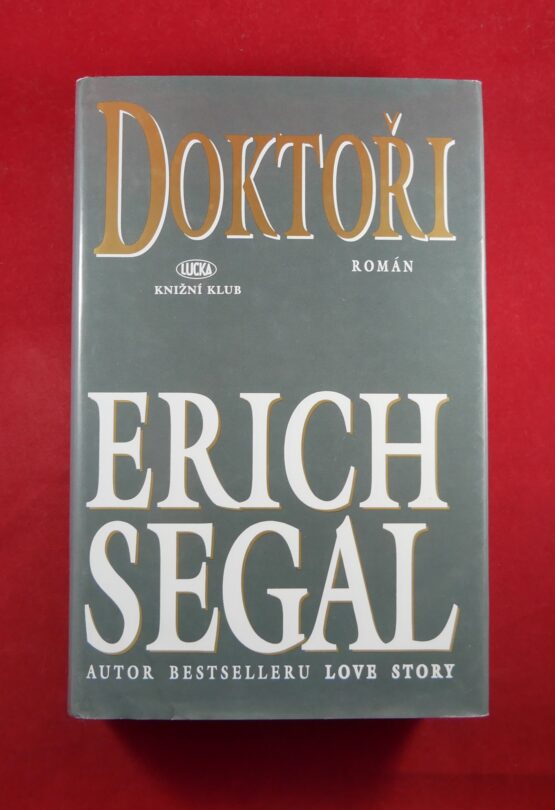 DOKTOŘI
LUCKA
KNIŽNÍ KLUB
ROMÁN
ERICH
SEGAL
AUTOR BESTSELLERU LOVE STORY